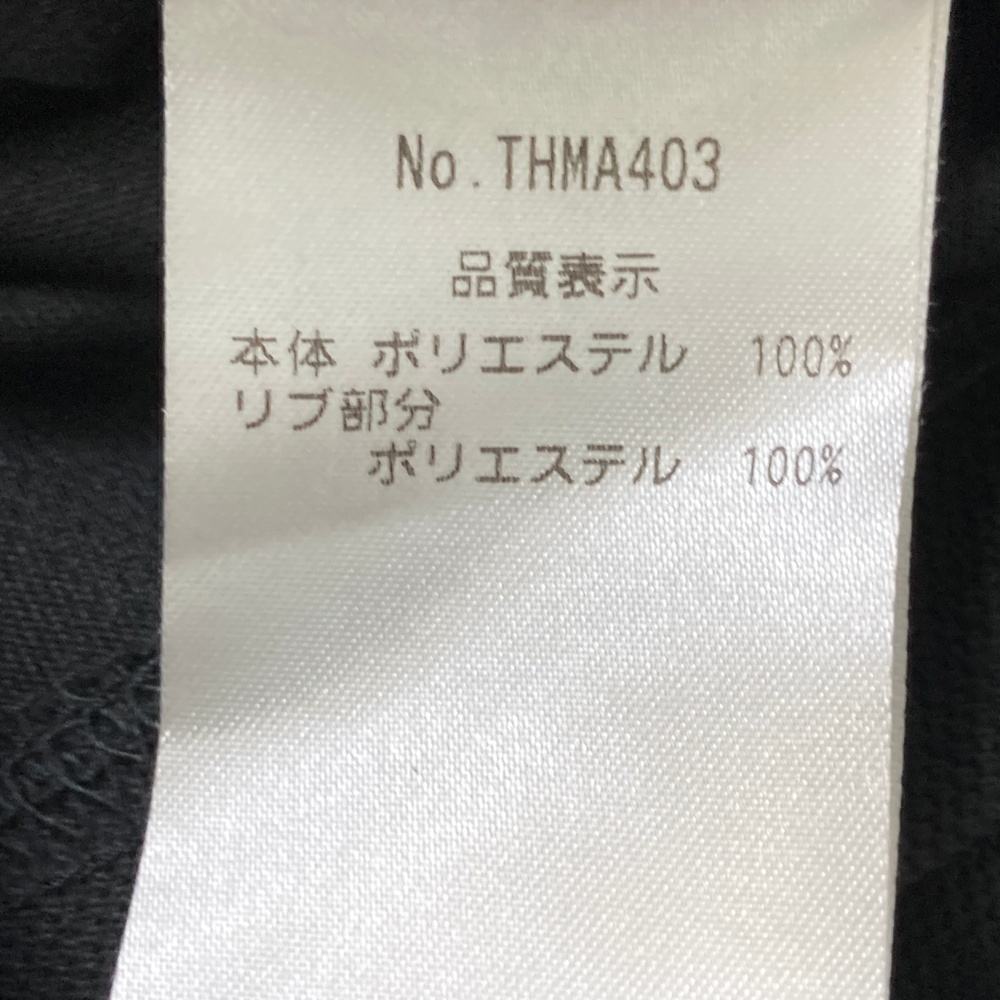 No.THMA403
品質表示
本体 ポリエステル 100%
リブ部分
ポリエステル 100%